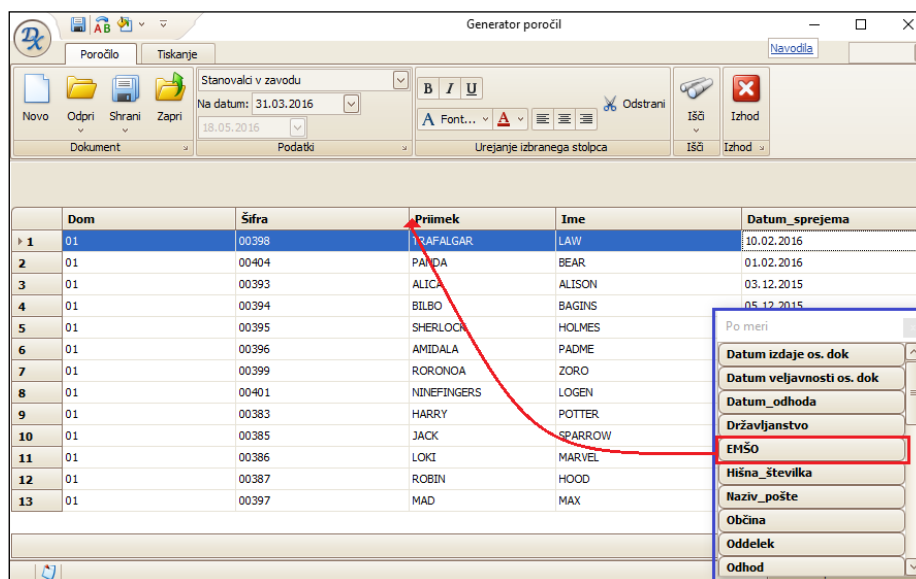 Generator poročil
Poročilo Tiskanje Navodila
Novo Odpri Shrani Zapri
Dokument
Stanovalci v zavodu
Na datum: 31.03.2016
18.05.2016
Podatki
B I U
A Font... A Odstrani
Urejanje izbranega stolpca
Išči
Išči
Izhod
Izhod
Dom Šifra Priimek Ime Datum_sprejema
1 01 00398 TRAFALGAR LAW 10.02.2016
2 01 00404 PANDA BEAR 01.02.2016
3 01 00393 ALICA ALISON 03.12.2015
4 01 00394 BILBO BAGINS 05.12.2015
5 01 00395 SHERLOCK HOLMES
6 01 00396 AMIDALA PADME
7 01 00399 RORONOA ZORO
8 01 00401 NINEFINGERS LOGEN
9 01 00383 HARRY POTTER
10 01 00385 JACK SPARROW
11 01 00386 LOKI MARVEL
12 01 00387 ROBIN HOOD
13 01 00397 MAD MAX
Po meri
Datum izdaje os. dok
Datum veljavnosti os. dok
Datum_odhoda
Državljanstvo
EMŠO
Hišna_številka
Naziv_pošte
Občina
Oddelek
Odhod